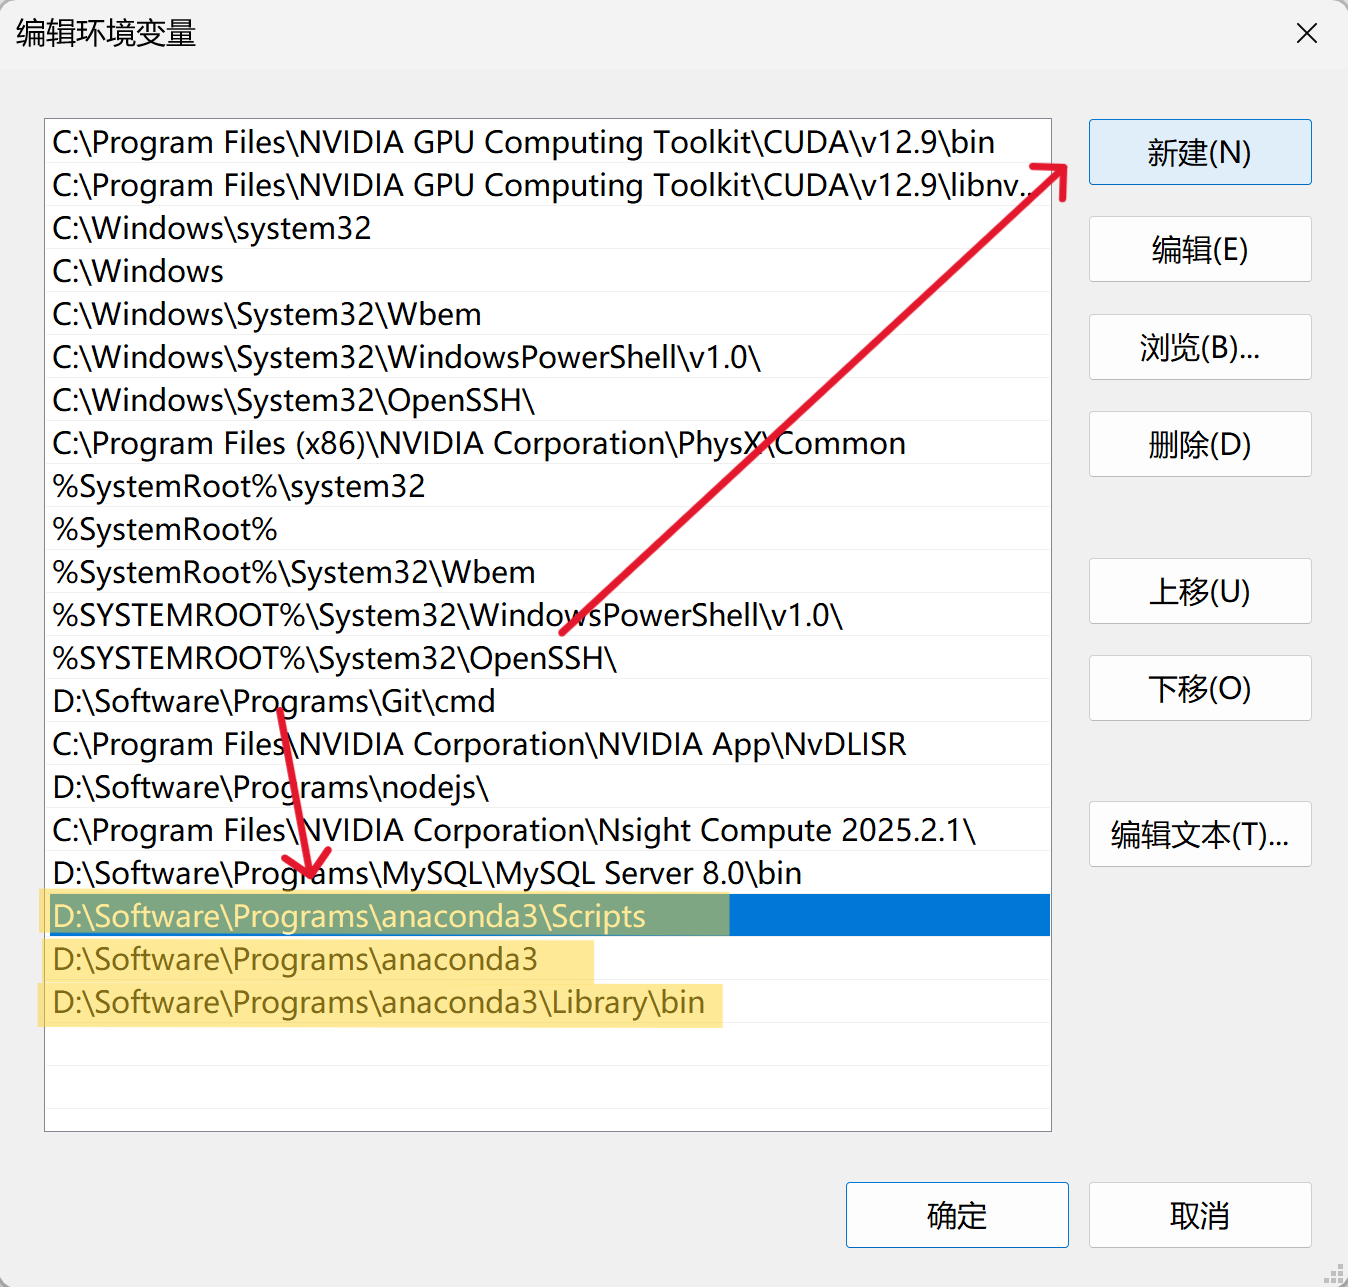 编辑环境变量
C:\Program Files\NVIDIA GPU Computing Toolkit\CUDA\v12.9\bin
C:\Program Files\NVIDIA GPU Computing Toolkit\CUDA\v12.9\libnv...
C:\Windows\system32
C:\Windows
C:\Windows\System32\Wbem
C:\Windows\System32\WindowsPowerShell\v1.0\
C:\Windows\System32\OpenSSH\
C:\Program Files (x86)\NVIDIA Corporation\PhysX\Common
%SystemRoot%\system32
%SystemRoot%
%SystemRoot%\System32\Wbem
%SYSTEMROOT%\System32\WindowsPowerShell\v1.0\
%SYSTEMROOT%\System32\OpenSSH\
D:\Software\Programs\Git\cmd
C:\Program Files\NVIDIA Corporation\NVIDIA App\NvDLISR
D:\Software\Programs\nodejs\
C:\Program Files\NVIDIA Corporation\Nsight Compute 2025.2.1\
D:\Software\Programs\MySQL\MySQL Server 8.0\bin
D:\Software\Programs\anaconda3\Scripts
D:\Software\Programs\anaconda3
D:\Software\Programs\anaconda3\Library\bin
新建(N)
编辑(E)
浏览(B)...
删除(D)
上移(U)
下移(O)
编辑文本(T)...
确定
取消